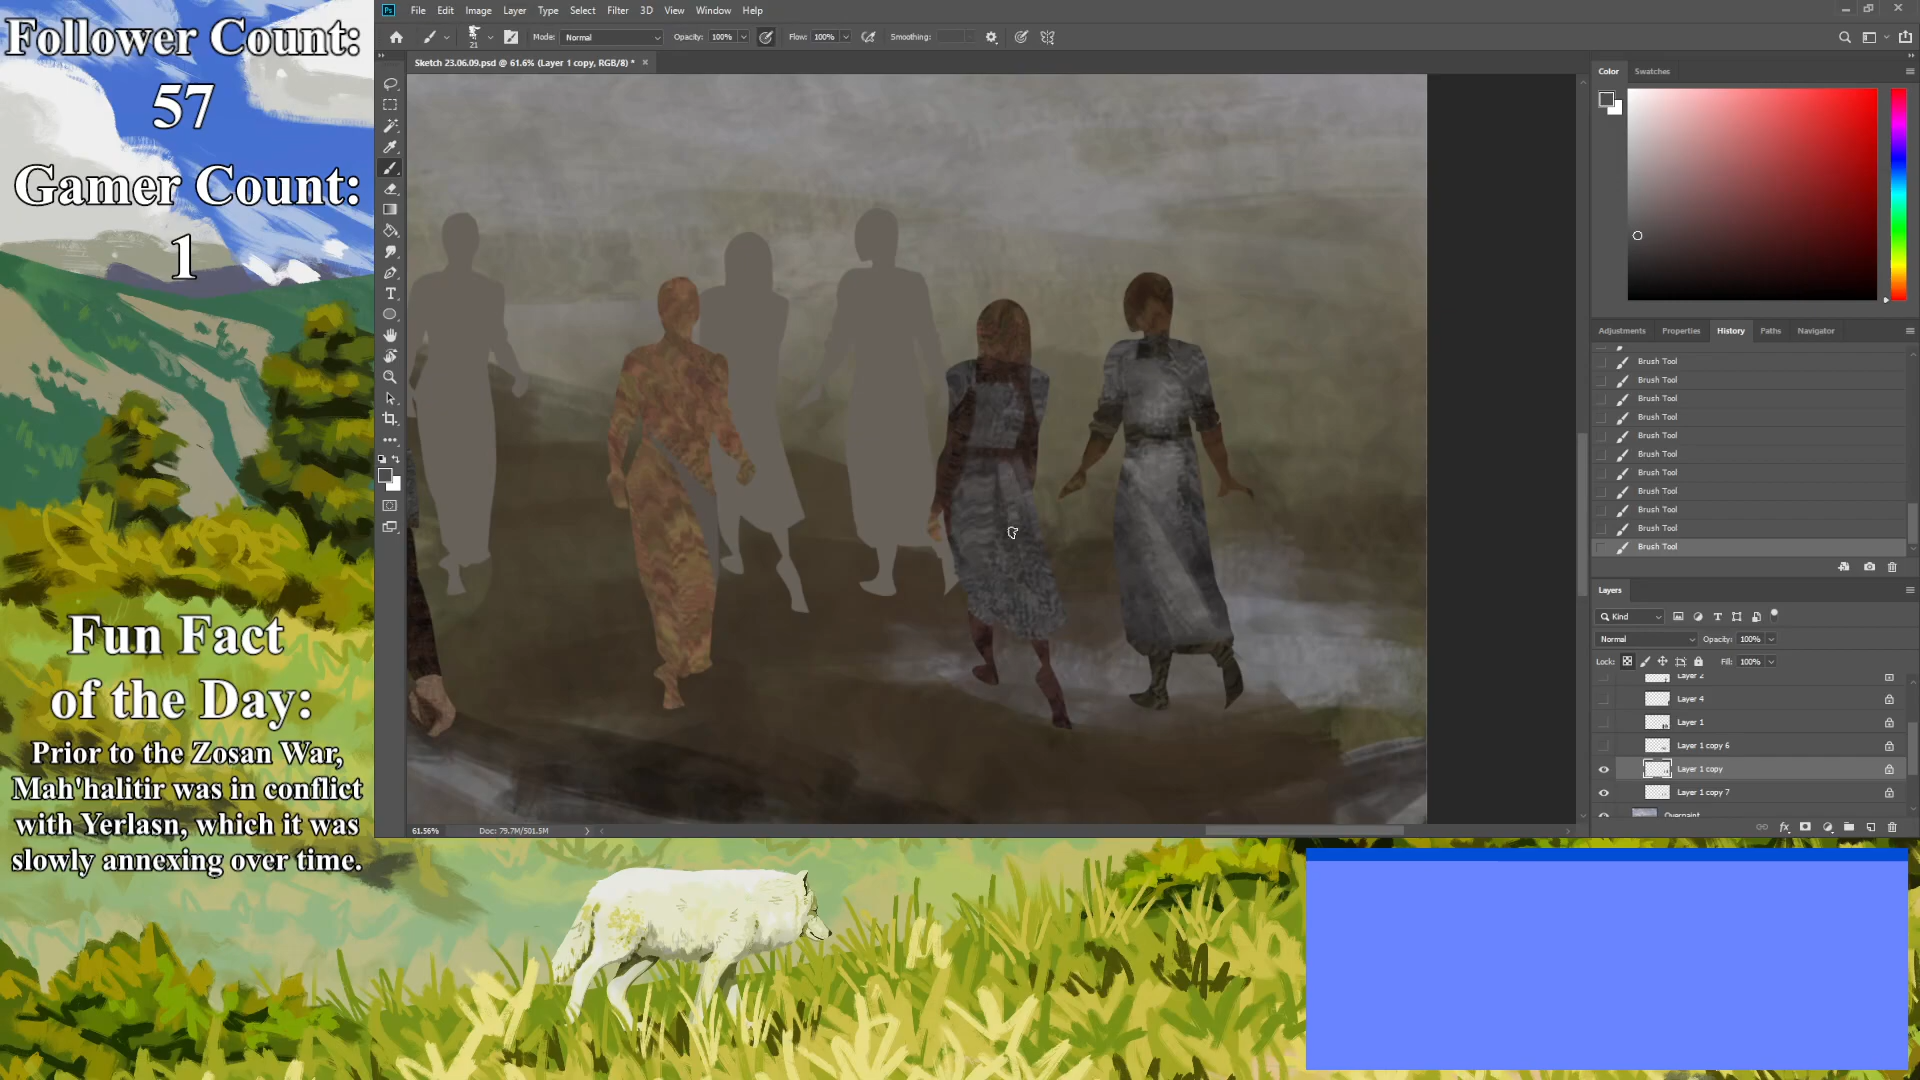 Follower Count:
57
Gamer Count:
1
Fun Fact
of the Day:
Prior to the Zosan War,
Mah'halitir was in conflict
with Yerlasn, which it was
slowly annexing over time.
Ps File Edit Image Layer Type Select Filter 3D View Window Help
21 Mode: Normal Opacity: 100% Flow: 100% Smoothing:
Sketch 23.06.09.psd @ 61.6% (Layer 1 copy, RGB/8) *
61.56% Doc: 79.7M/501.5M
Color Swatches
Adjustments Properties History Paths Navigator
Brush Tool
Brush Tool
Brush Tool
Brush Tool
Brush Tool
Brush Tool
Brush Tool
Brush Tool
Brush Tool
Brush Tool
Brush Tool
Layers
Kind
Normal Opacity: 100%
Lock: Fill: 100%
Layer 2
Layer 4
Layer 1
Layer 1 copy 6
Layer 1 copy
Layer 1 copy 7
Overpaint